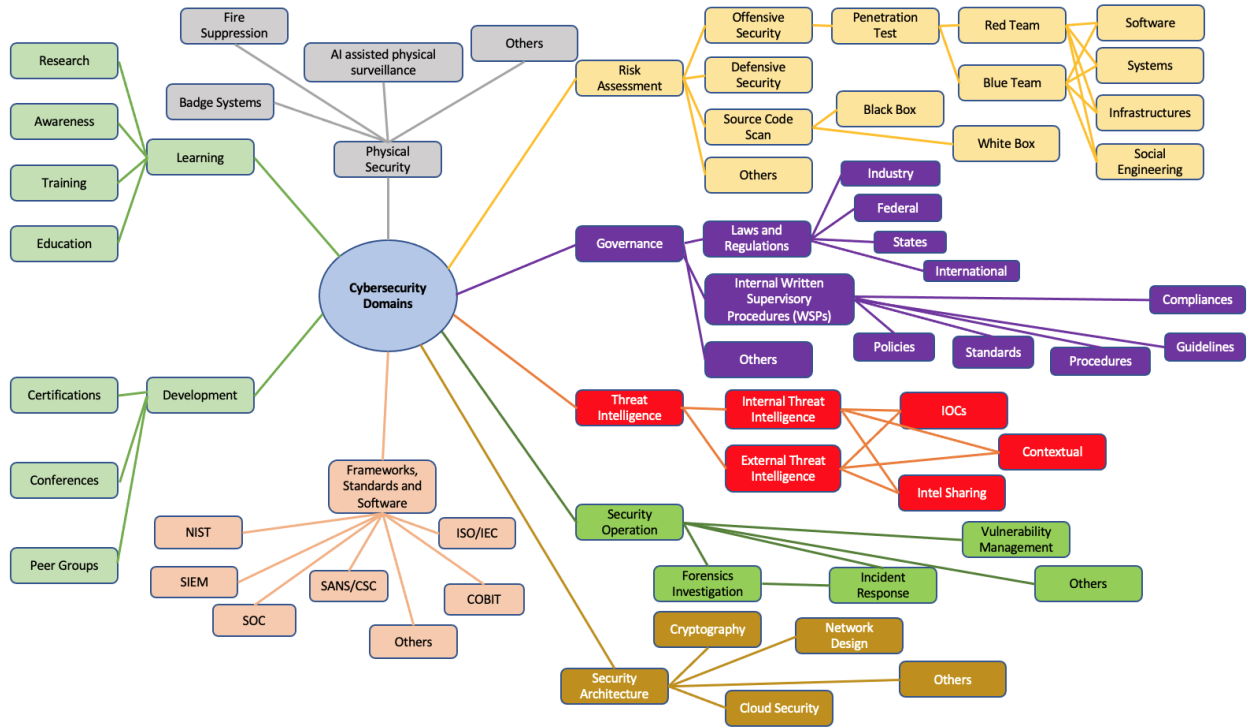 Fire
Suppression
AI assisted physical
surveillance
Others
Badge Systems
Physical
Security
Research
Awareness
Training
Education
Learning
Cybersecurity
Domains
Certifications
Conferences
Peer Groups
Development
Frameworks,
Standards and
Software
NIST
SIEM
SOC
SANS/CSC
Others
COBIT
ISO/IEC
Risk
Assessment
Offensive
Security
Penetration
Test
Red Team
Blue Team
Software
Systems
Infrastructures
Social
Engineering
Defensive
Security
Source Code
Scan
Black Box
White Box
Others
Governance
Laws and
Regulations
Industry
Federal
States
International
Internal Written
Supervisory
Procedures (WSPs)
Compliances
Guidelines
Procedures
Standards
Policies
Others
Threat
Intelligence
Internal Threat
Intelligence
External Threat
Intelligence
IOCs
Contextual
Intel Sharing
Security
Operation
Vulnerability
Management
Others
Incident
Response
Forensics
Investigation
Security
Architecture
Cryptography
Network
Design
Others
Cloud Security